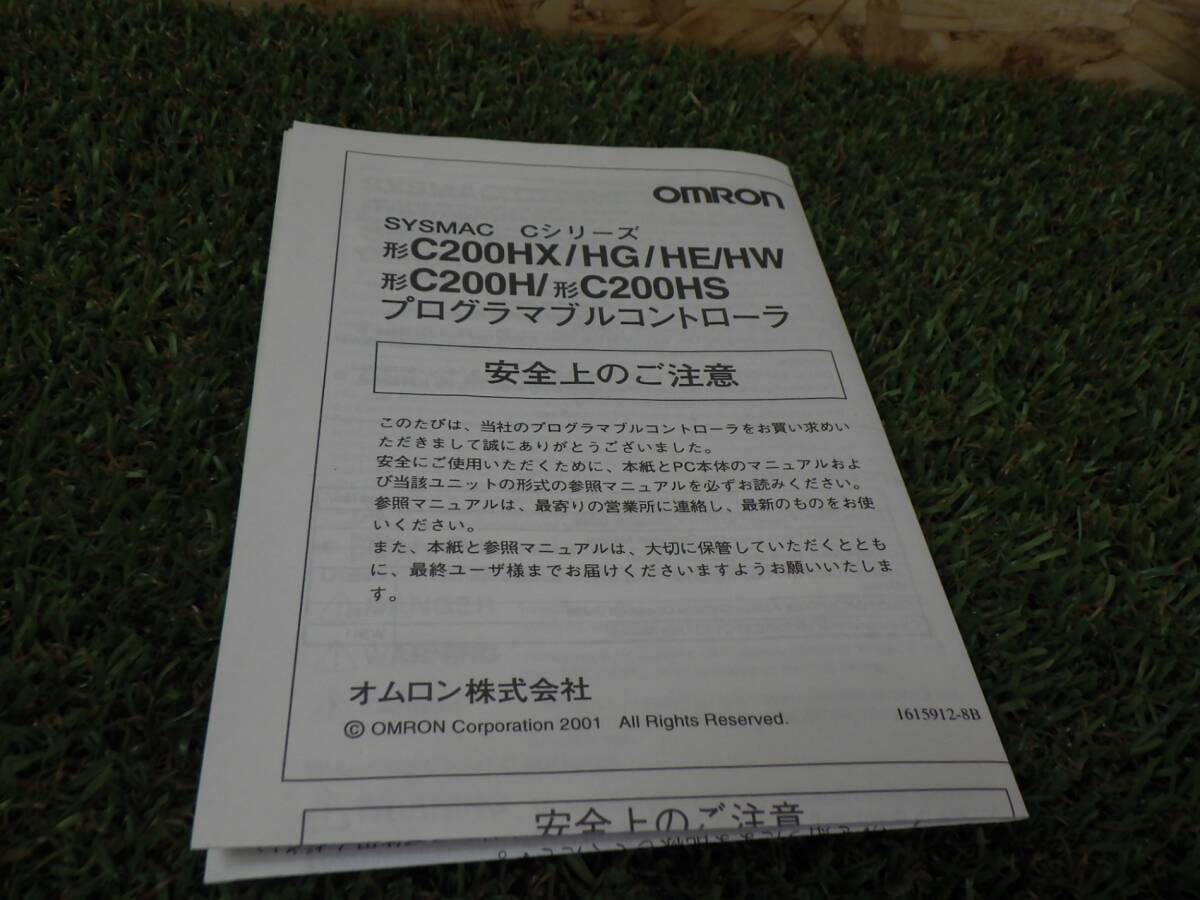 OMRON
SYSMAC Cシリーズ
形C200HX/HG/HE/HW
形C200H/形C200HS
プログラマブルコントローラ
安全上のご注意
このたびは、当社のプログラマブルコントローラをお買い求めい
ただきまして誠にありがとうございました。
安全にご使用いただくために、本紙とPC本体のマニュアルおよ
び当該ユニットの形式の参照マニュアルを必ずお読みください。
参照マニュアルは、最寄りの営業所に連絡し、最新のものをお使
いください。
また、本紙と参照マニュアルは、大切に保管していただくととも
に、最終ユーザ様までお届けくださいますようお願いいたしま
す。
オムロン株式会社
© OMRON Corporation 2001 All Rights Reserved.
1615912-8B
安全上のご注意